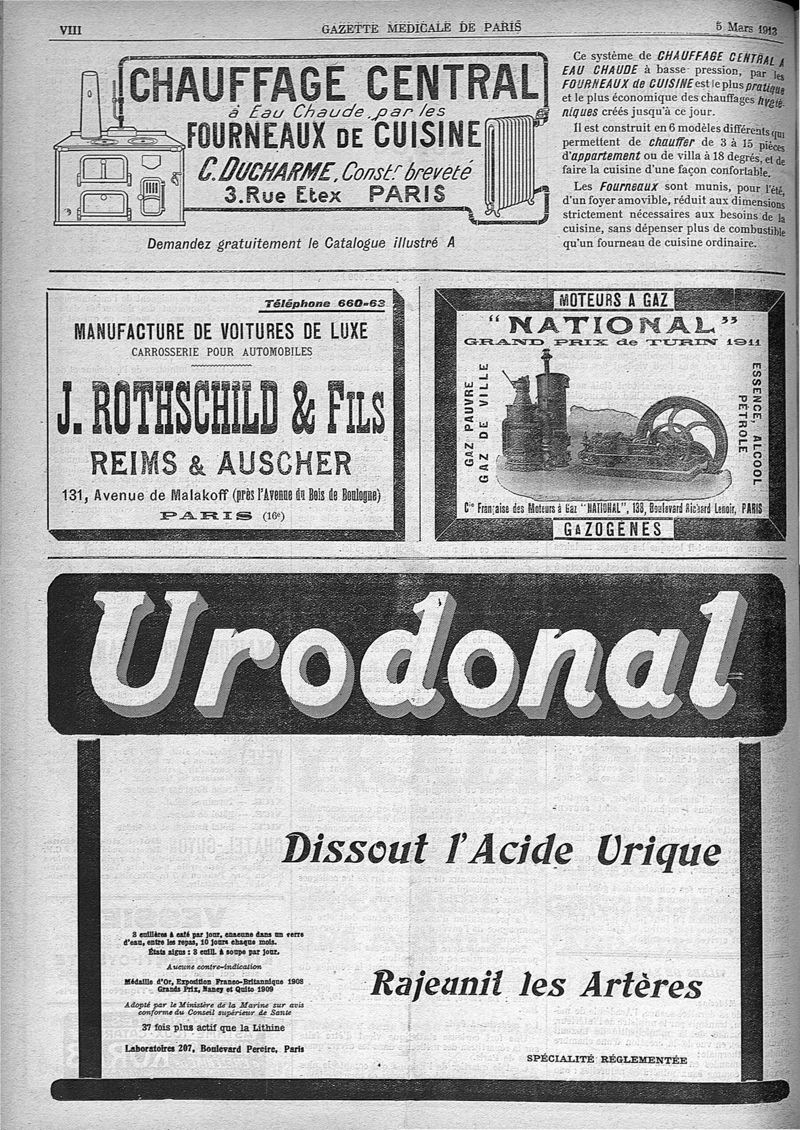 VIII
GAZETTE MEDICALE DE PARIS
5 Mars 1913
CHAUFFAGE CENTRAL
à Eau Chaude par les
FOURNEAUX DE CUISINE
C. DUCHARME, Constr breveté
3. Rue Etex PARIS
Demandez gratuitement le Catalogue illustré A
Ce système de CHAUFFAGE CENTRAL A
EAU CHAUDE à basse pression, par les
FOURNEAUX de CUISINE est le plus pratique
et le plus économique des chauffages hygié-
niques créés jusqu'à ce jour.
Il est construit en 6 modèles différents qui
permettent de chauffer de 3 à 15 pièces
d'appartement ou de villa à 18 degrés, et de
faire la cuisine d'une façon confortable.
Les Fourneaux sont munis, pour l'été,
d'un foyer amovible, réduit aux dimensions
strictement nécessaires aux besoins de la
cuisine, sans dépenser plus de combustible
qu'un fourneau de cuisine ordinaire.
Téléphone 660-63
MANUFACTURE DE VOITURES DE LUXE
CARROSSERIE POUR AUTOMOBILES
J. ROTHSCHILD & FILS
REIMS & AUSCHER
131, Avenue de Malakoff (près l'Avenue du Bois de Boulogne)
PARIS (16e)
MOTEURS A GAZ
"NATIONAL"
GRAND PRIX de TURIN 1911
GAZ PAUVRE
GAZ DE VILLE
ESSENCE, ALCOOL
PÉTROLE
Cie Française des Moteurs à Gaz "NATIONAL", 138, Boulevard Richard Lenoir, PARIS
GAZOGÈNES
Urodonal
Dissout l'Acide Urique
3 cuillères à café par jour, chacune dans un verre
d'eau, entre les repas, 10 jours chaque mois.
États aigus : 3 cuill. à soupe par jour.
Aucune contre-indication
Médaille d'Or, Exposition Franco-Britannique 1908
Grands Prix, Nancy et Quito 1909
Adopté par le Ministère de la Marine sur avis
conforme du Conseil supérieur de Sante
37 fois plus actif que la Lithine
Laboratoires 207, Boulevard Pereire, Paris
Rajeunit les Artères
SPÉCIALITÉ RÉGLEMENTÉE